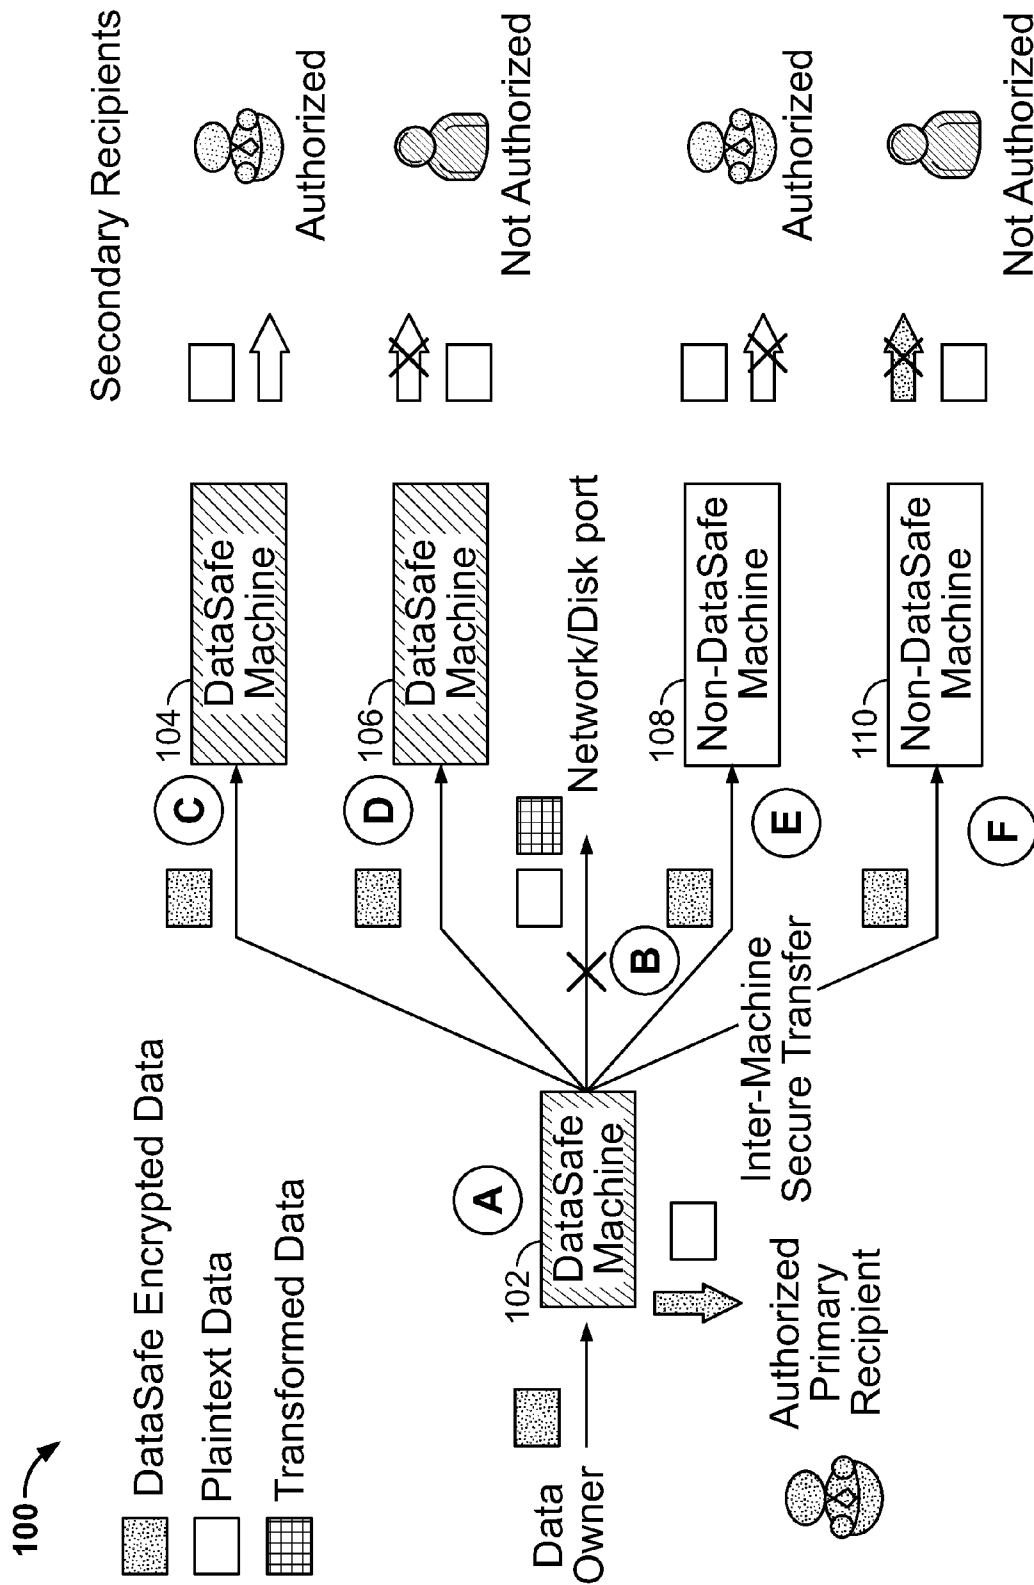 100
DataSafe Encrypted Data
Plaintext Data
Transformed Data
Data
Owner
102
DataSafe
Machine
A
Authorized
Primary
Recipient
Inter-Machine
Secure Transfer
B
Network/Disk port
C
104
DataSafe
Machine
D
106
DataSafe
Machine
E
108
Non-DataSafe
Machine
F
110
Non-DataSafe
Machine
Secondary Recipients
Authorized
Not Authorized
Authorized
Not Authorized